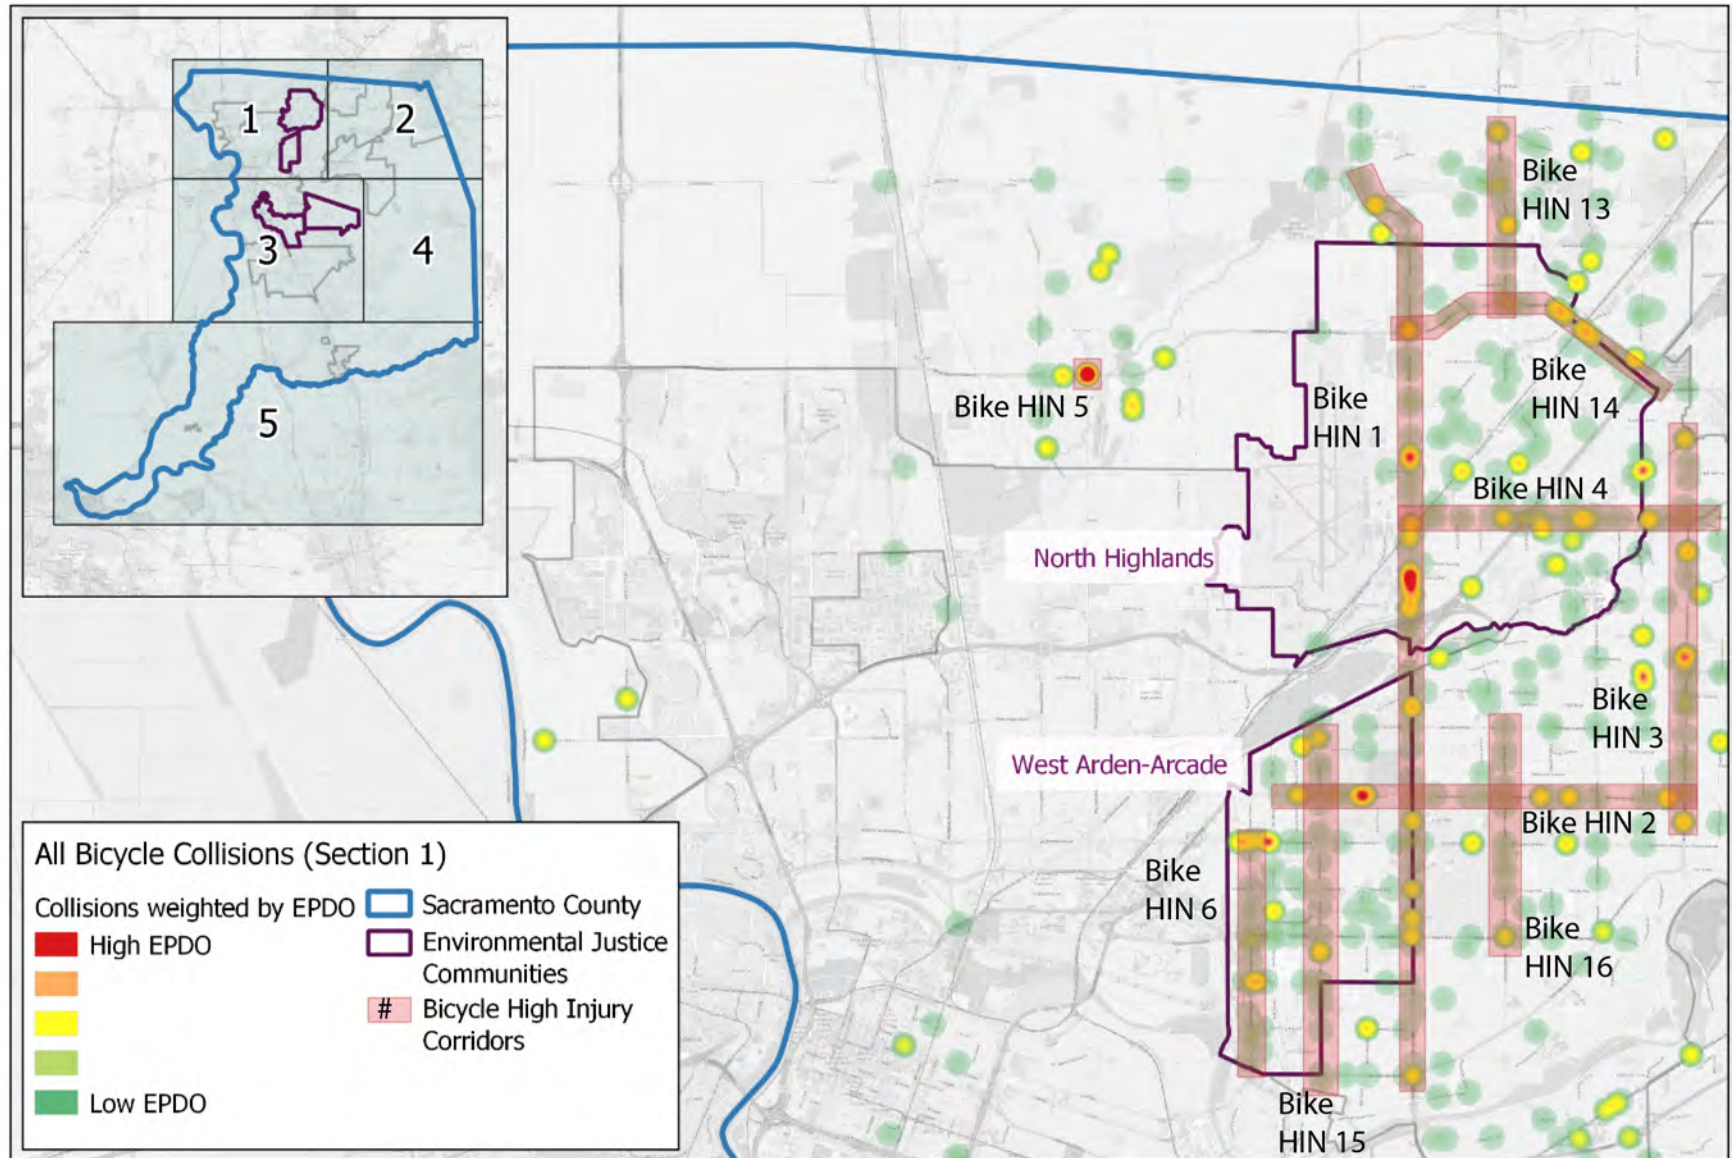 1
2
3
4
5
Bike
HIN 13
Bike HIN 5
Bike
HIN 1
Bike
HIN 14
Bike HIN 4
North Highlands
Bike
HIN 3
West Arden-Arcade
Bike HIN 2
Bike
HIN 6
Bike
HIN 16
Bike
HIN 15
All Bicycle Collisions (Section 1)
Collisions weighted by EPDO
High EPDO
Low EPDO
Sacramento County
Environmental Justice
Communities
# Bicycle High Injury
Corridors